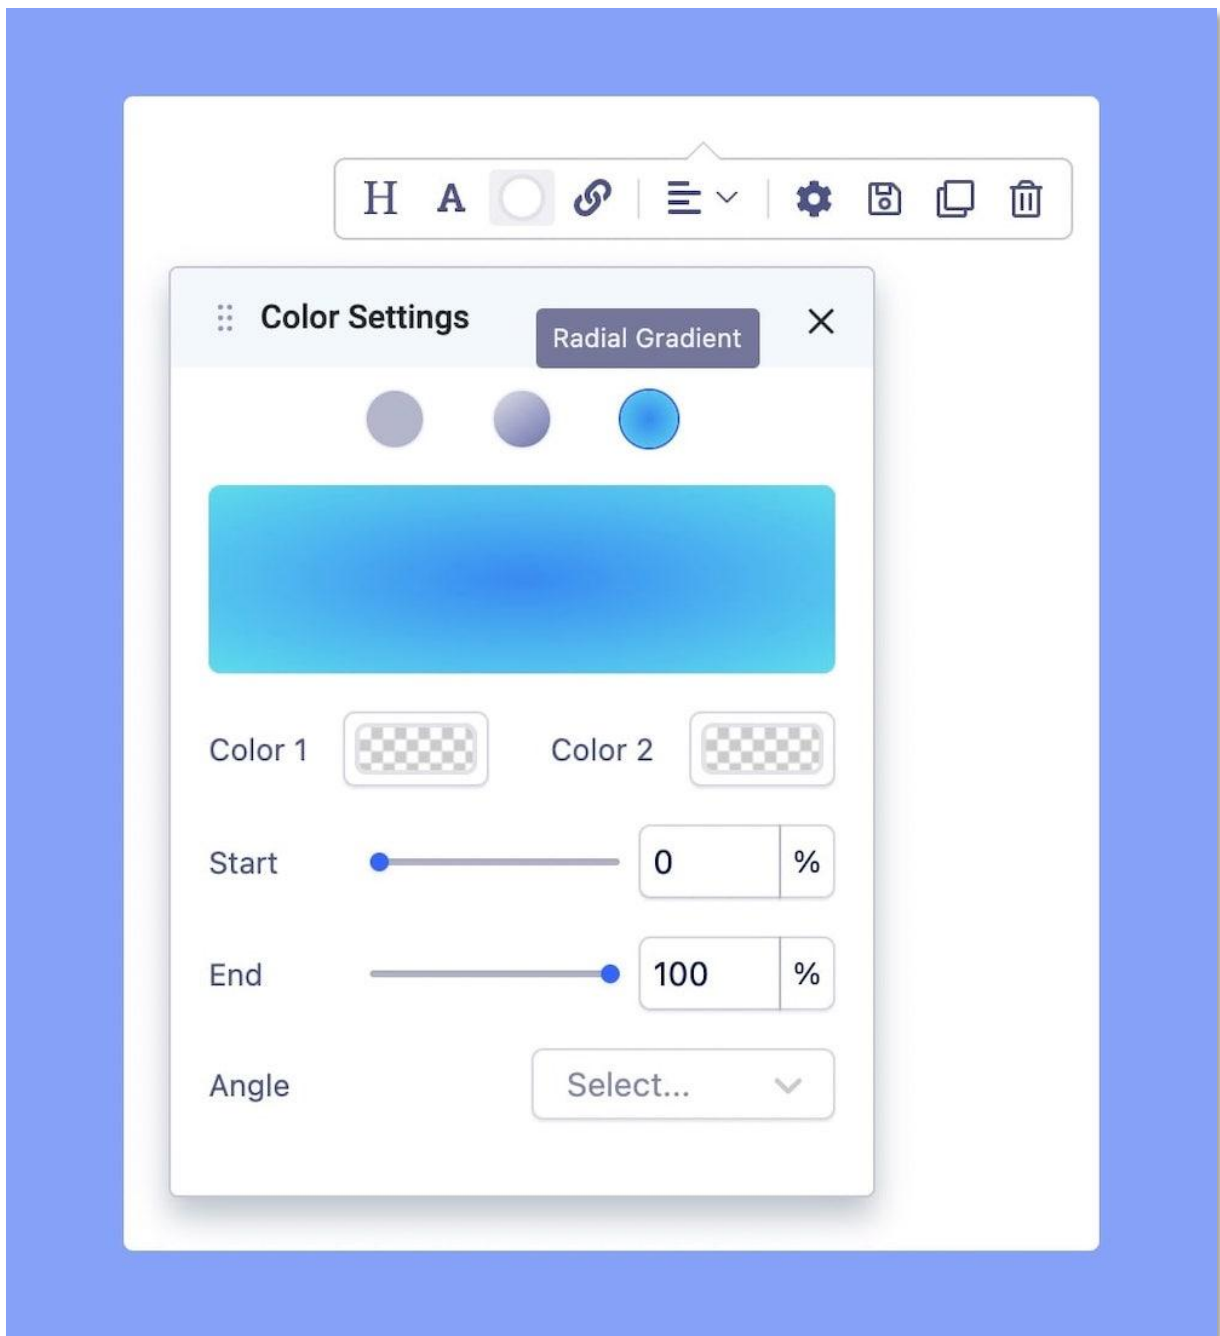 H A
Color Settings
Radial Gradient
Color 1
Color 2
Start
0 %
End
100 %
Angle
Select...